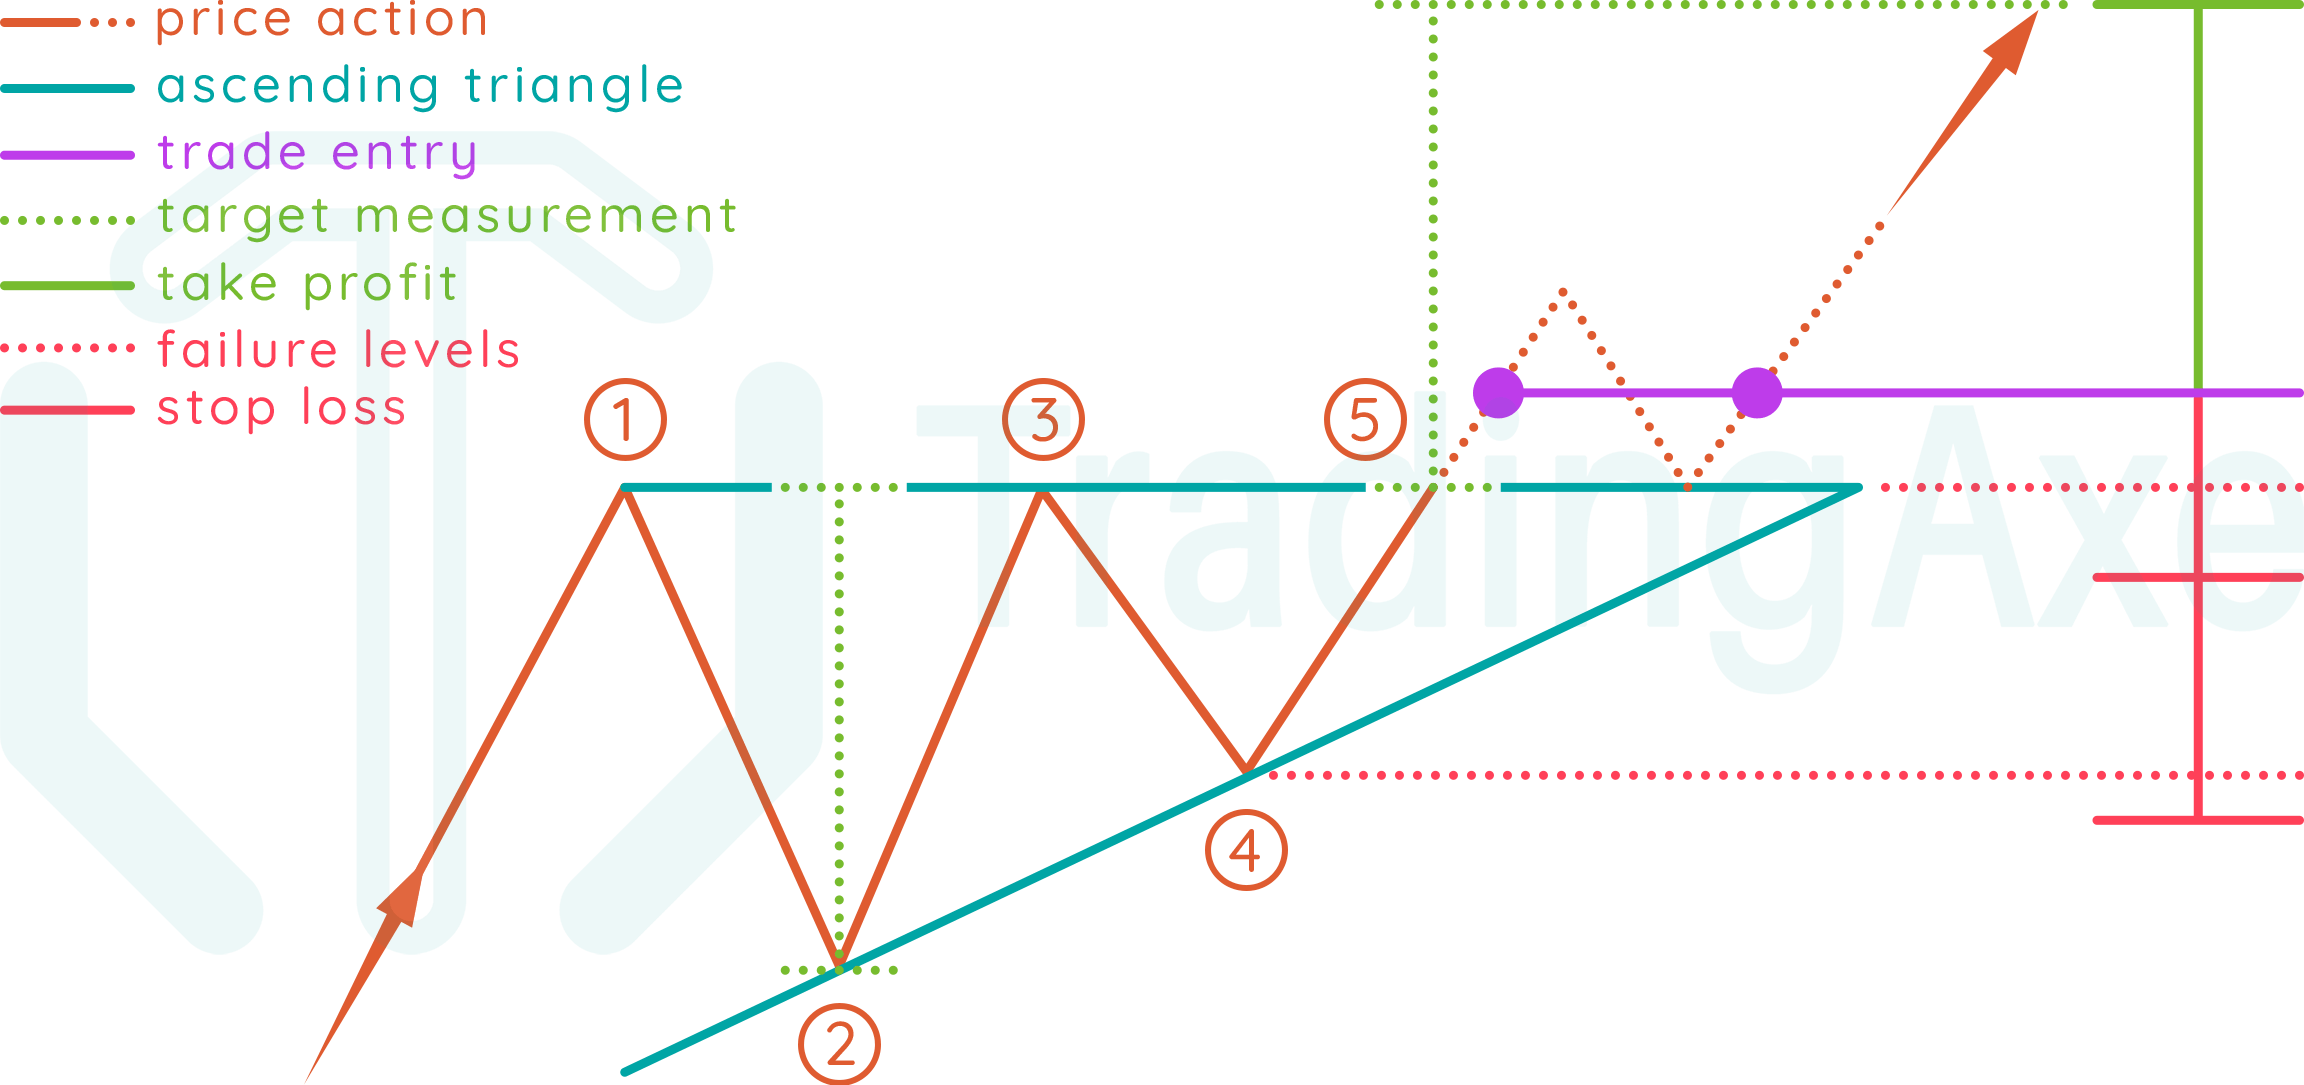 price action
ascending triangle
trade entry
target measurement
take profit
failure levels
stop loss
1
3
5
TradingAxe
4
2